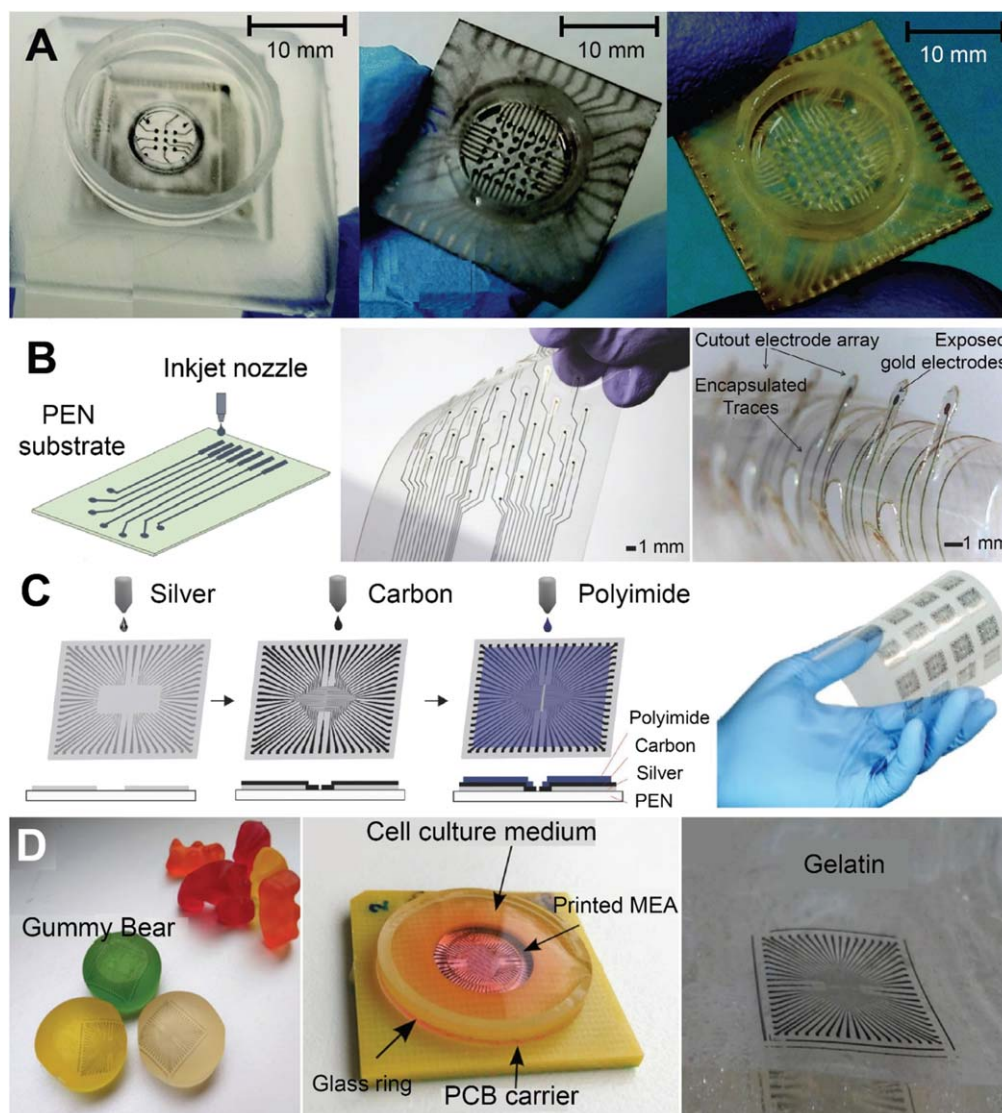 A
10 mm
10 mm
10 mm
B
Inkjet nozzle
PEN
substrate
1 mm
Cutout electrode array
Exposed
gold electrodes
Encapsulated
Traces
1 mm
C
Silver
Carbon
Polyimide
Polyimide
Carbon
Silver
PEN
D
Gummy Bear
Cell culture medium
Printed MEA
2
Glass ring
PCB carrier
Gelatin